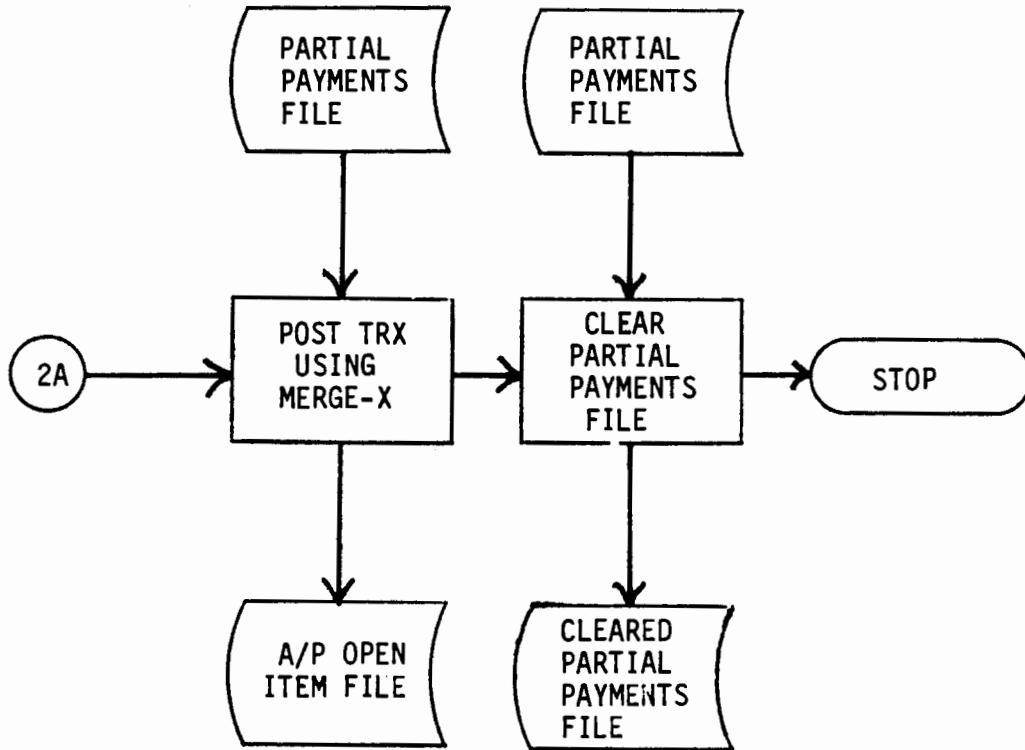 PARTIAL
PAYMENTS
FILE
PARTIAL
PAYMENTS
FILE
2A
POST TRX
USING
MERGE-X
CLEAR
PARTIAL
PAYMENTS
FILE
STOP
A/P OPEN
ITEM FILE
CLEARED
PARTIAL
PAYMENTS
FILE